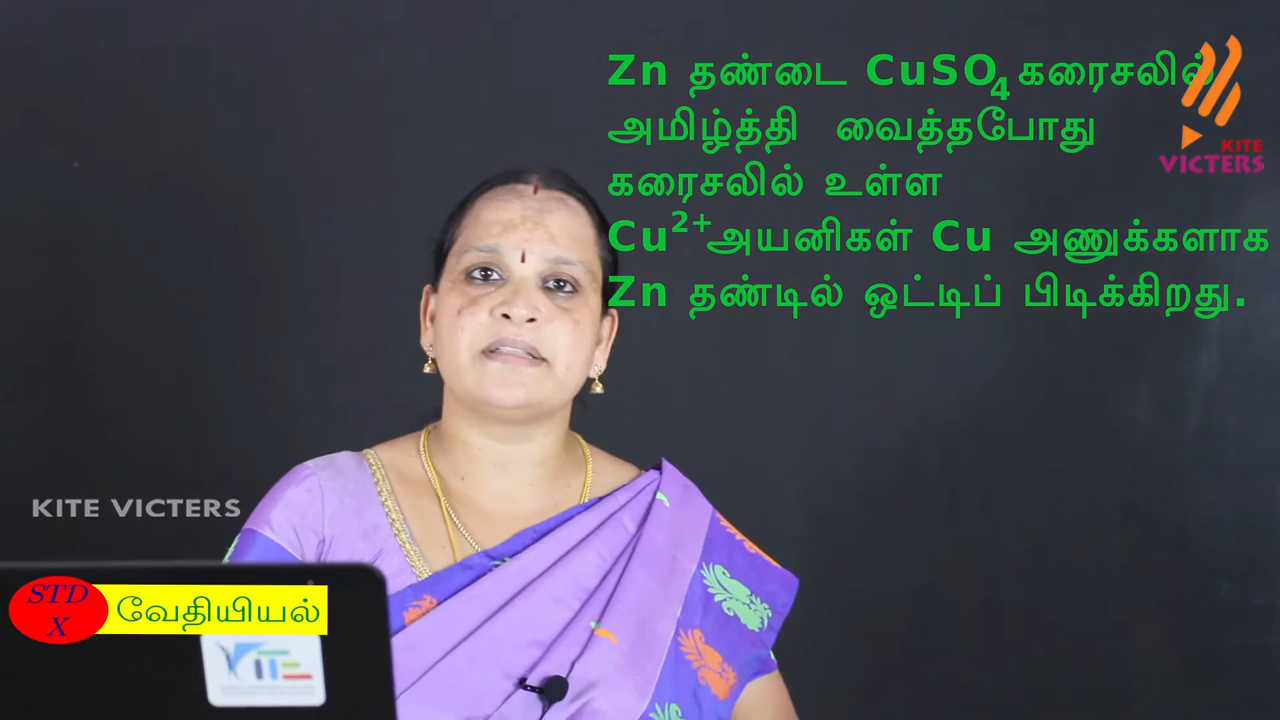 Zn தண்டை CuSO₄ கரைசலில்
அமிழ்த்தி வைத்தபோது
கரைசலில் உள்ள
Cu²⁺அயனிகள் Cu அணுக்களாக
Zn தண்டில் ஒட்டிப் பிடிக்கிறது.
KITE
VICTERS
KITE VICTERS
STD
X
வேதியியல்